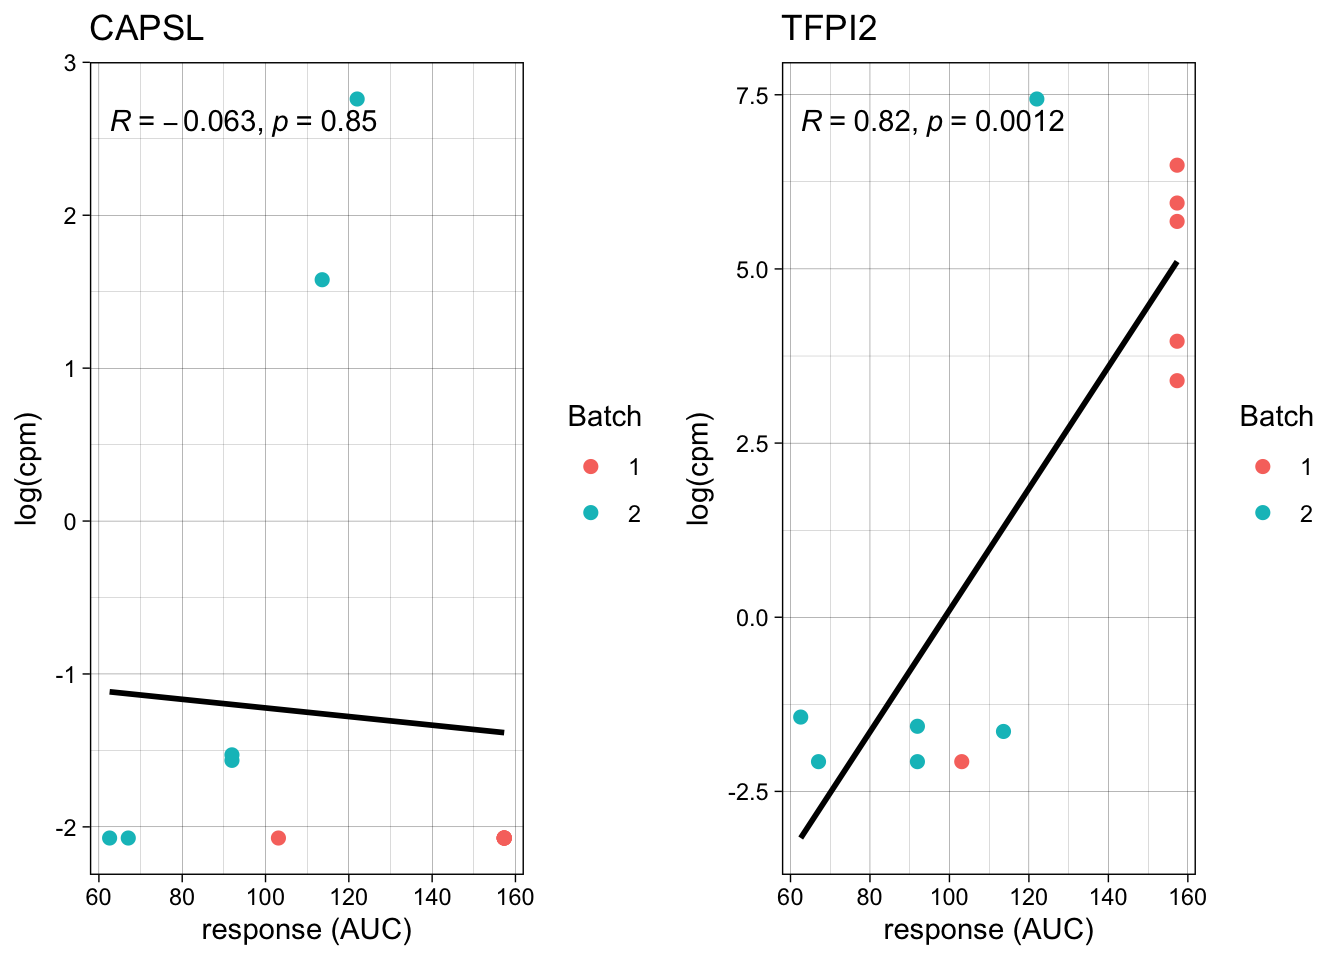 CAPSL
R = −0.063, p = 0.85
3
2
1
0
-1
-2
log(cpm)
60 80 100 120 140 160
response (AUC)
Batch
1
2
TFPI2
R = 0.82, p = 0.0012
7.5
5.0
2.5
0.0
-2.5
log(cpm)
60 80 100 120 140 160
response (AUC)
Batch
1
2